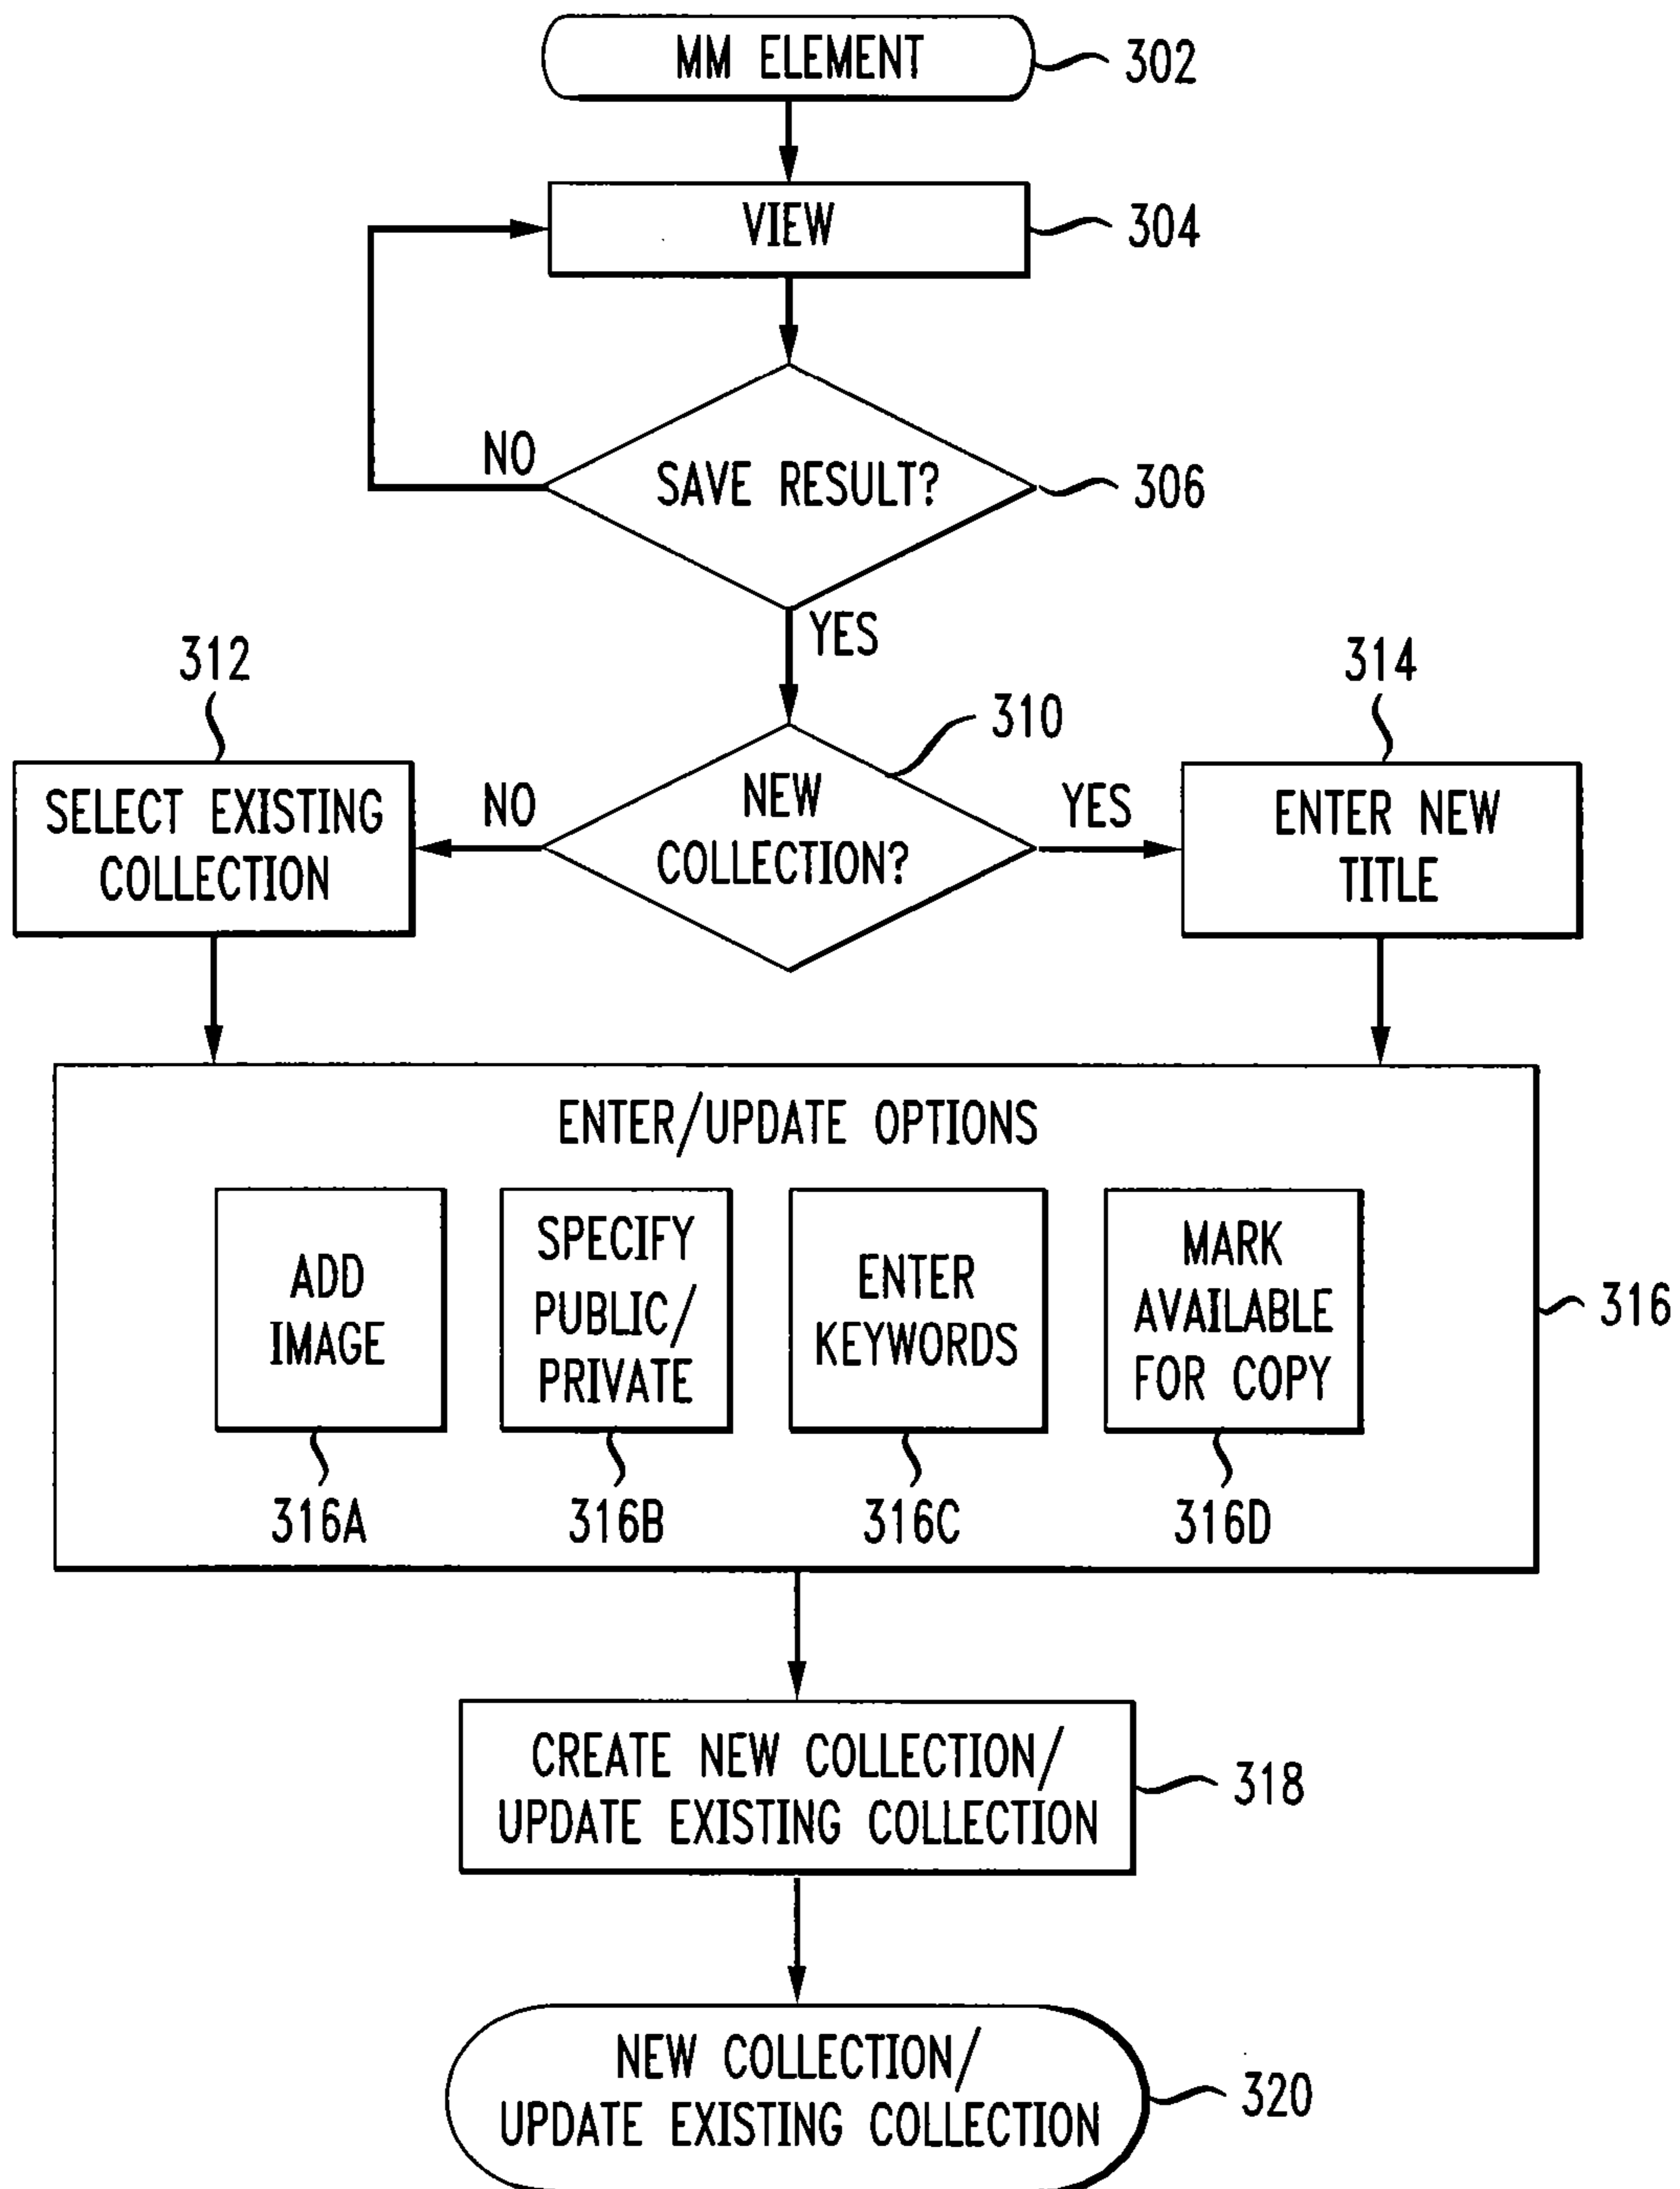 MM ELEMENT
302
VIEW
304
NO
SAVE RESULT?
306
YES
312
314
310
SELECT EXISTING
COLLECTION
NO
NEW
COLLECTION?
YES
ENTER NEW
TITLE
ENTER/UPDATE OPTIONS
ADD
IMAGE
SPECIFY
PUBLIC/
PRIVATE
ENTER
KEYWORDS
MARK
AVAILABLE
FOR COPY
316
316A
316B
316C
316D
CREATE NEW COLLECTION/
UPDATE EXISTING COLLECTION
318
NEW COLLECTION/
UPDATE EXISTING COLLECTION
320